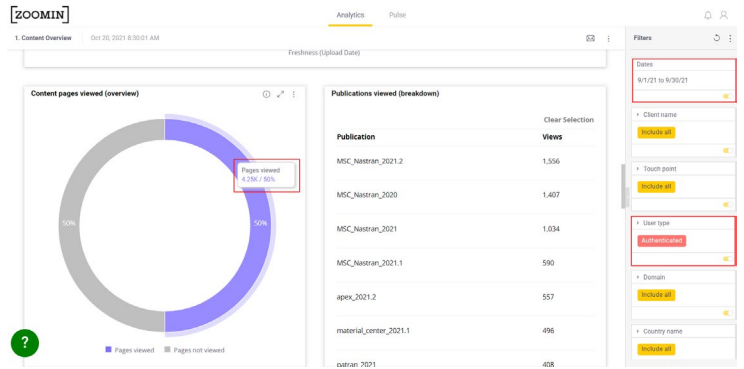 [ZOOMIN]
Analytics
Pulse
1. Content Overview
Oct 20, 2021 8:30:01 AM
Freshness (Upload Date)
Content pages viewed (overview)
Pages viewed
4.25K / 50%
50%
50%
Pages viewed
Pages not viewed
Publications viewed (breakdown)
Clear Selection
Publication Views
MSC_Nastran_2021.2 1,556
MSC_Nastran_2020 1,407
MSC_Nastran_2021 1,034
MSC_Nastran_2021.1 590
apex_2021.2 557
material_center_2021.1 496
patran_2021 408
Filters
Dates
9/1/21 to 9/30/21
Client name
Include all
Touch point
Include all
User type
Authenticated
Domain
Include all
Country name
Include all
?